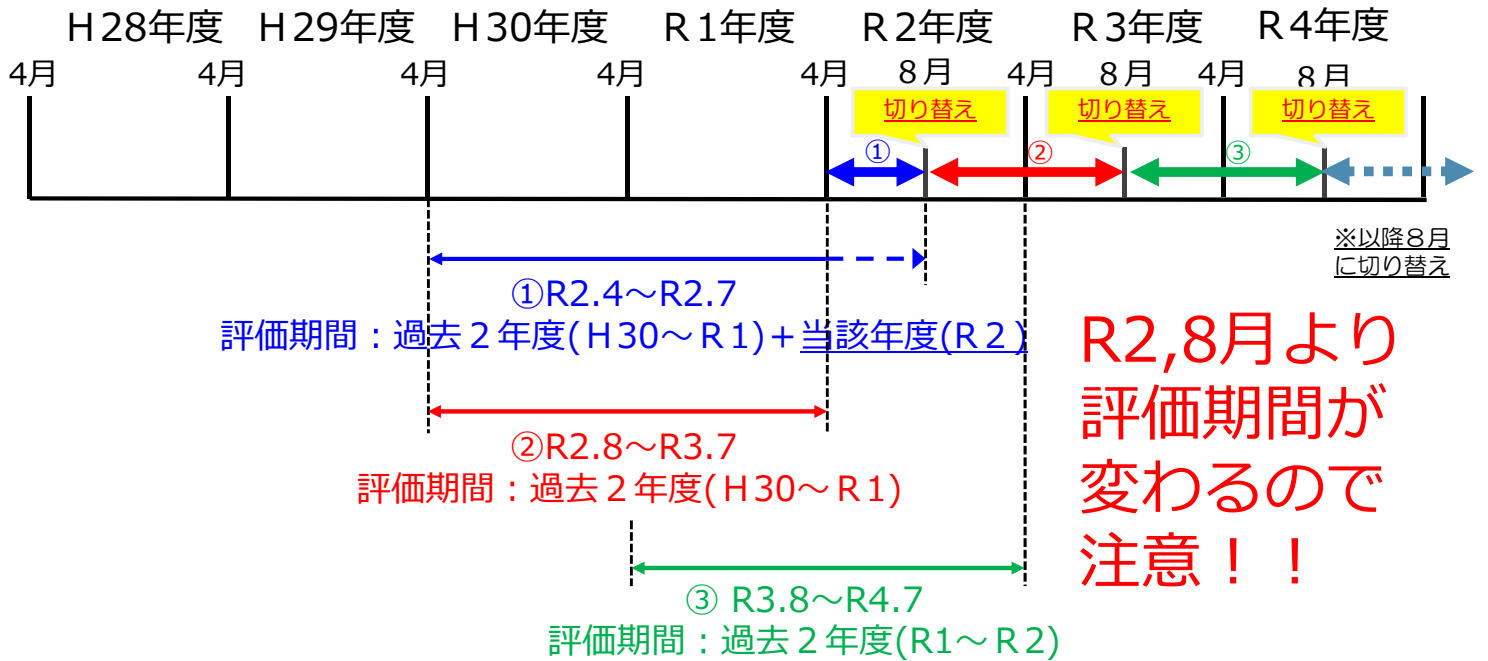 H28年度 H29年度 H30年度 R1年度 R2年度 R3年度 R4年度
4月 4月 4月 4月 4月 8月 4月 8月 4月 8月
切り替え 切り替え 切り替え
① ② ③
※以降8月
に切り替え
①R2.4～R2.7
評価期間：過去2年度(H30～R1)＋当該年度(R2)
②R2.8～R3.7
評価期間：過去2年度(H30～R1)
③ R3.8～R4.7
評価期間：過去2年度(R1～R2)
R2,8月より
評価期間が
変わるので
注意！！